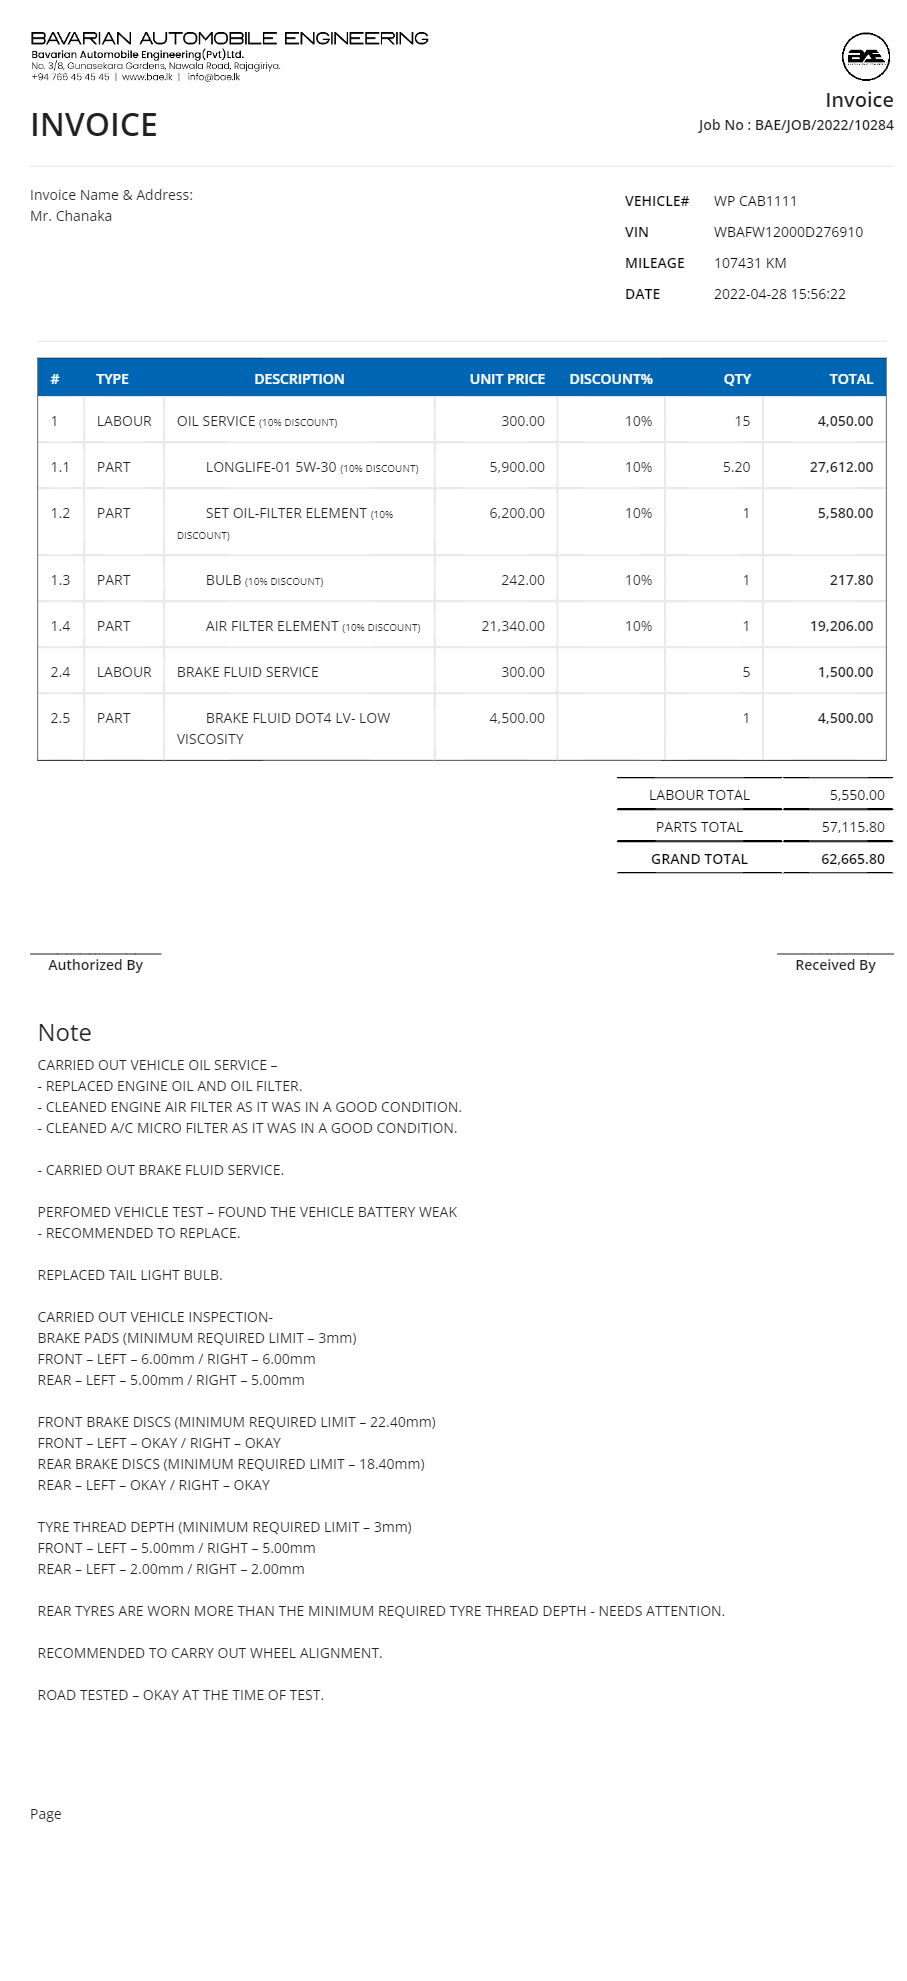 BAVARIAN AUTOMOBILE ENGINEERING
Bavarian Automobile Engineering(Pvt)Ltd.
No. 3/8, Gunasekara Gardens, Nawala Road, Rajagiriya.
+94 766 45 45 45 | www.bae.lk | info@bae.lk
BAE
Invoice
INVOICE
Job No : BAE/JOB/2022/10284
Invoice Name & Address:
Mr. Chanaka
VEHICLE# WP CAB1111
VIN WBAFW12000D276910
MILEAGE 107431 KM
DATE 2022-04-28 15:56:22
# TYPE DESCRIPTION UNIT PRICE DISCOUNT% QTY TOTAL
1 LABOUR OIL SERVICE (10% DISCOUNT) 300.00 10% 15 4,050.00
1.1 PART LONGLIFE-01 5W-30 (10% DISCOUNT) 5,900.00 10% 5.20 27,612.00
1.2 PART SET OIL-FILTER ELEMENT (10% 6,200.00 10% 1 5,580.00
DISCOUNT)
1.3 PART BULB (10% DISCOUNT) 242.00 10% 1 217.80
1.4 PART AIR FILTER ELEMENT (10% DISCOUNT) 21,340.00 10% 1 19,206.00
2.4 LABOUR BRAKE FLUID SERVICE 300.00 5 1,500.00
2.5 PART BRAKE FLUID DOT4 LV- LOW 4,500.00 1 4,500.00
VISCOSITY
LABOUR TOTAL 5,550.00
PARTS TOTAL 57,115.80
GRAND TOTAL 62,665.80
Authorized By Received By
Note
CARRIED OUT VEHICLE OIL SERVICE –
- REPLACED ENGINE OIL AND OIL FILTER.
- CLEANED ENGINE AIR FILTER AS IT WAS IN A GOOD CONDITION.
- CLEANED A/C MICRO FILTER AS IT WAS IN A GOOD CONDITION.
- CARRIED OUT BRAKE FLUID SERVICE.
PERFOMED VEHICLE TEST – FOUND THE VEHICLE BATTERY WEAK
- RECOMMENDED TO REPLACE.
REPLACED TAIL LIGHT BULB.
CARRIED OUT VEHICLE INSPECTION-
BRAKE PADS (MINIMUM REQUIRED LIMIT – 3mm)
FRONT – LEFT – 6.00mm / RIGHT – 6.00mm
REAR – LEFT – 5.00mm / RIGHT – 5.00mm
FRONT BRAKE DISCS (MINIMUM REQUIRED LIMIT – 22.40mm)
FRONT – LEFT – OKAY / RIGHT – OKAY
REAR BRAKE DISCS (MINIMUM REQUIRED LIMIT – 18.40mm)
REAR – LEFT – OKAY / RIGHT – OKAY
TYRE THREAD DEPTH (MINIMUM REQUIRED LIMIT – 3mm)
FRONT – LEFT – 5.00mm / RIGHT – 5.00mm
REAR – LEFT – 2.00mm / RIGHT – 2.00mm
REAR TYRES ARE WORN MORE THAN THE MINIMUM REQUIRED TYRE THREAD DEPTH - NEEDS ATTENTION.
RECOMMENDED TO CARRY OUT WHEEL ALIGNMENT.
ROAD TESTED – OKAY AT THE TIME OF TEST.
Page